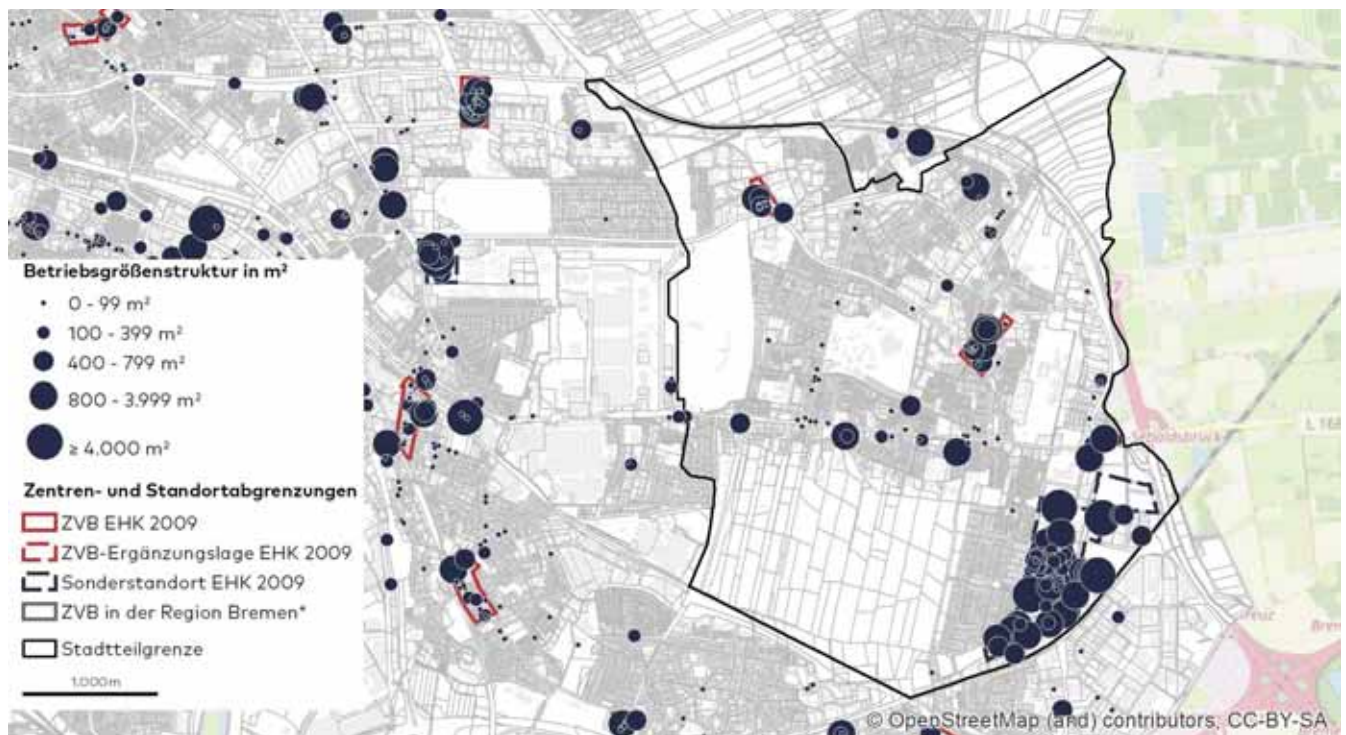 Betriebsgrößenstruktur in m²
0 - 99 m²
100 - 399 m²
400 - 799 m²
800 - 3.999 m²
≥ 4.000 m²
Zentren- und Standortabgrenzungen
ZVB EHK 2009
ZVB-Ergänzungslage EHK 2009
Sonderstandort EHK 2009
ZVB in der Region Bremen*
Stadtteilgrenze
1.000m
© OpenStreetMap (and) contributors, CC-BY-SA